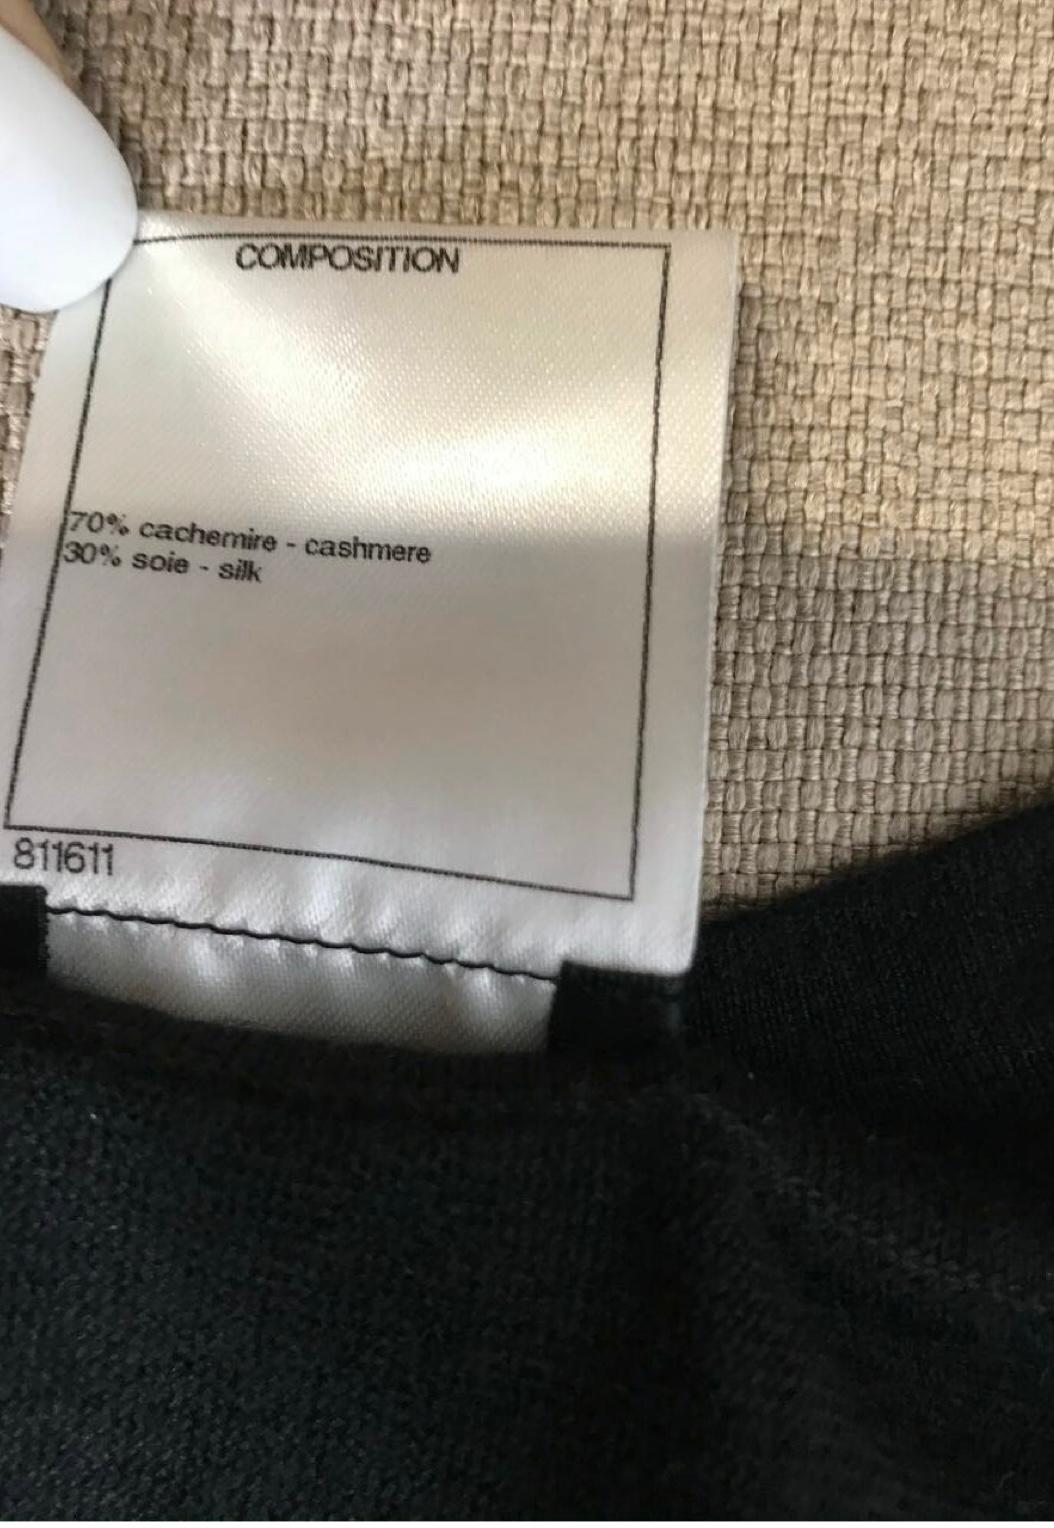 COMPOSITION
70% cachemire - cashmere
30% soie - silk
811611